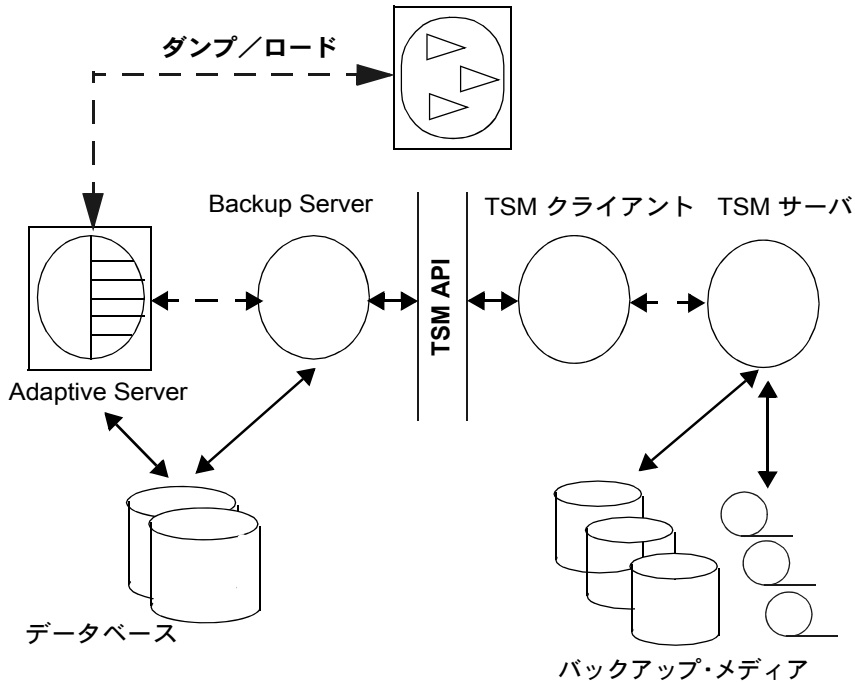 ダンプ／ロード
Backup Server
TSM クライアント
TSM サーバ
TSM API
Adaptive Server
データベース
バックアップ・メディア